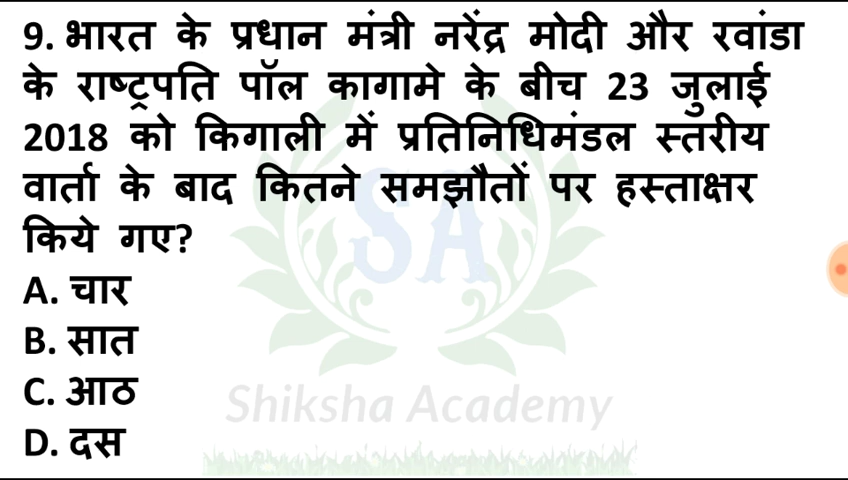 9. भारत के प्रधान मंत्री नरेंद्र मोदी और रवांडा
के राष्ट्रपति पॉल कागामे के बीच 23 जुलाई
2018 को किगाली में प्रतिनिधिमंडल स्तरीय
वार्ता के बाद कितने समझौतों पर हस्ताक्षर
किये गए?
A. चार
B. सात
C. आठ
D. दस
SA
Shiksha Academy